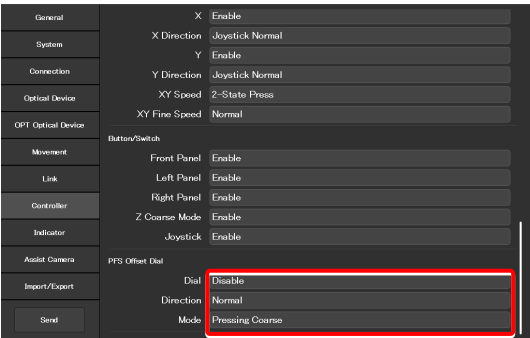 General
System
Connection
Optical Device
OPT Optical Device
Movement
Link
Controller
Indicator
Assist Camera
Import/Export
Send
X Enable
X Direction Joystick Normal
Y Enable
Y Direction Joystick Normal
XY Speed 2-State Press
XY Fine Speed Normal
Button/Switch
Front Panel Enable
Left Panel Enable
Right Panel Enable
Z Coarse Mode Enable
Joystick Enable
PFS Offset Dial
Dial Disable
Direction Normal
Mode Pressing Coarse